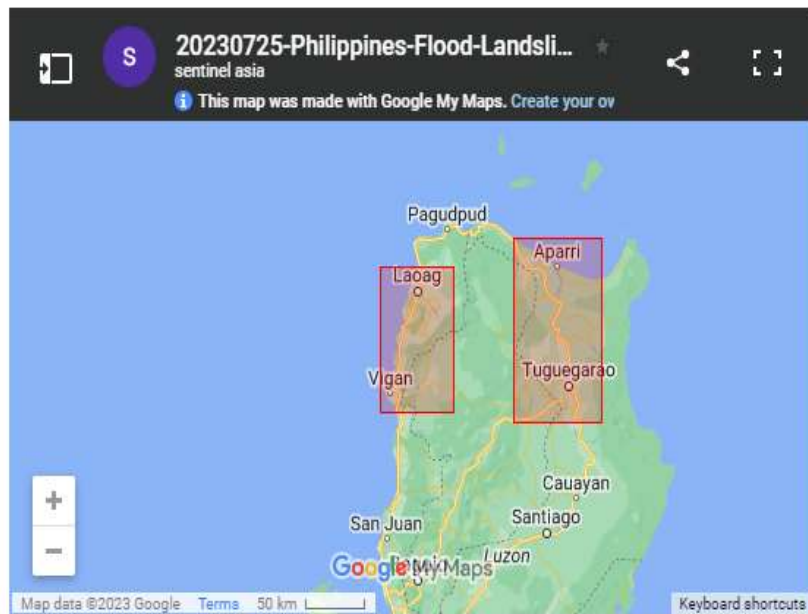 S
20230725-Philippines-Flood-Landsli...
sentinel asia
This map was made with Google My Maps. Create your ov
Pagudpud
Aparri
Laoag
Tuguegarao
Vigan
Cauayan
San Juan
Santiago
Luzon
Google My Maps
Map data ©2023 Google Terms 50 km
Keyboard shortcuts